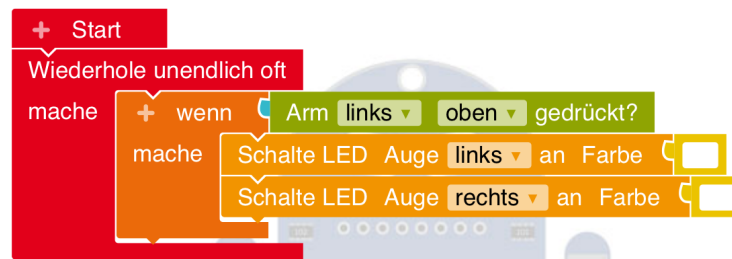 + Start
Wiederhole unendlich oft
mache + wenn Arm links oben gedrückt?
mache Schalte LED Auge links an Farbe
Schalte LED Auge rechts an Farbe